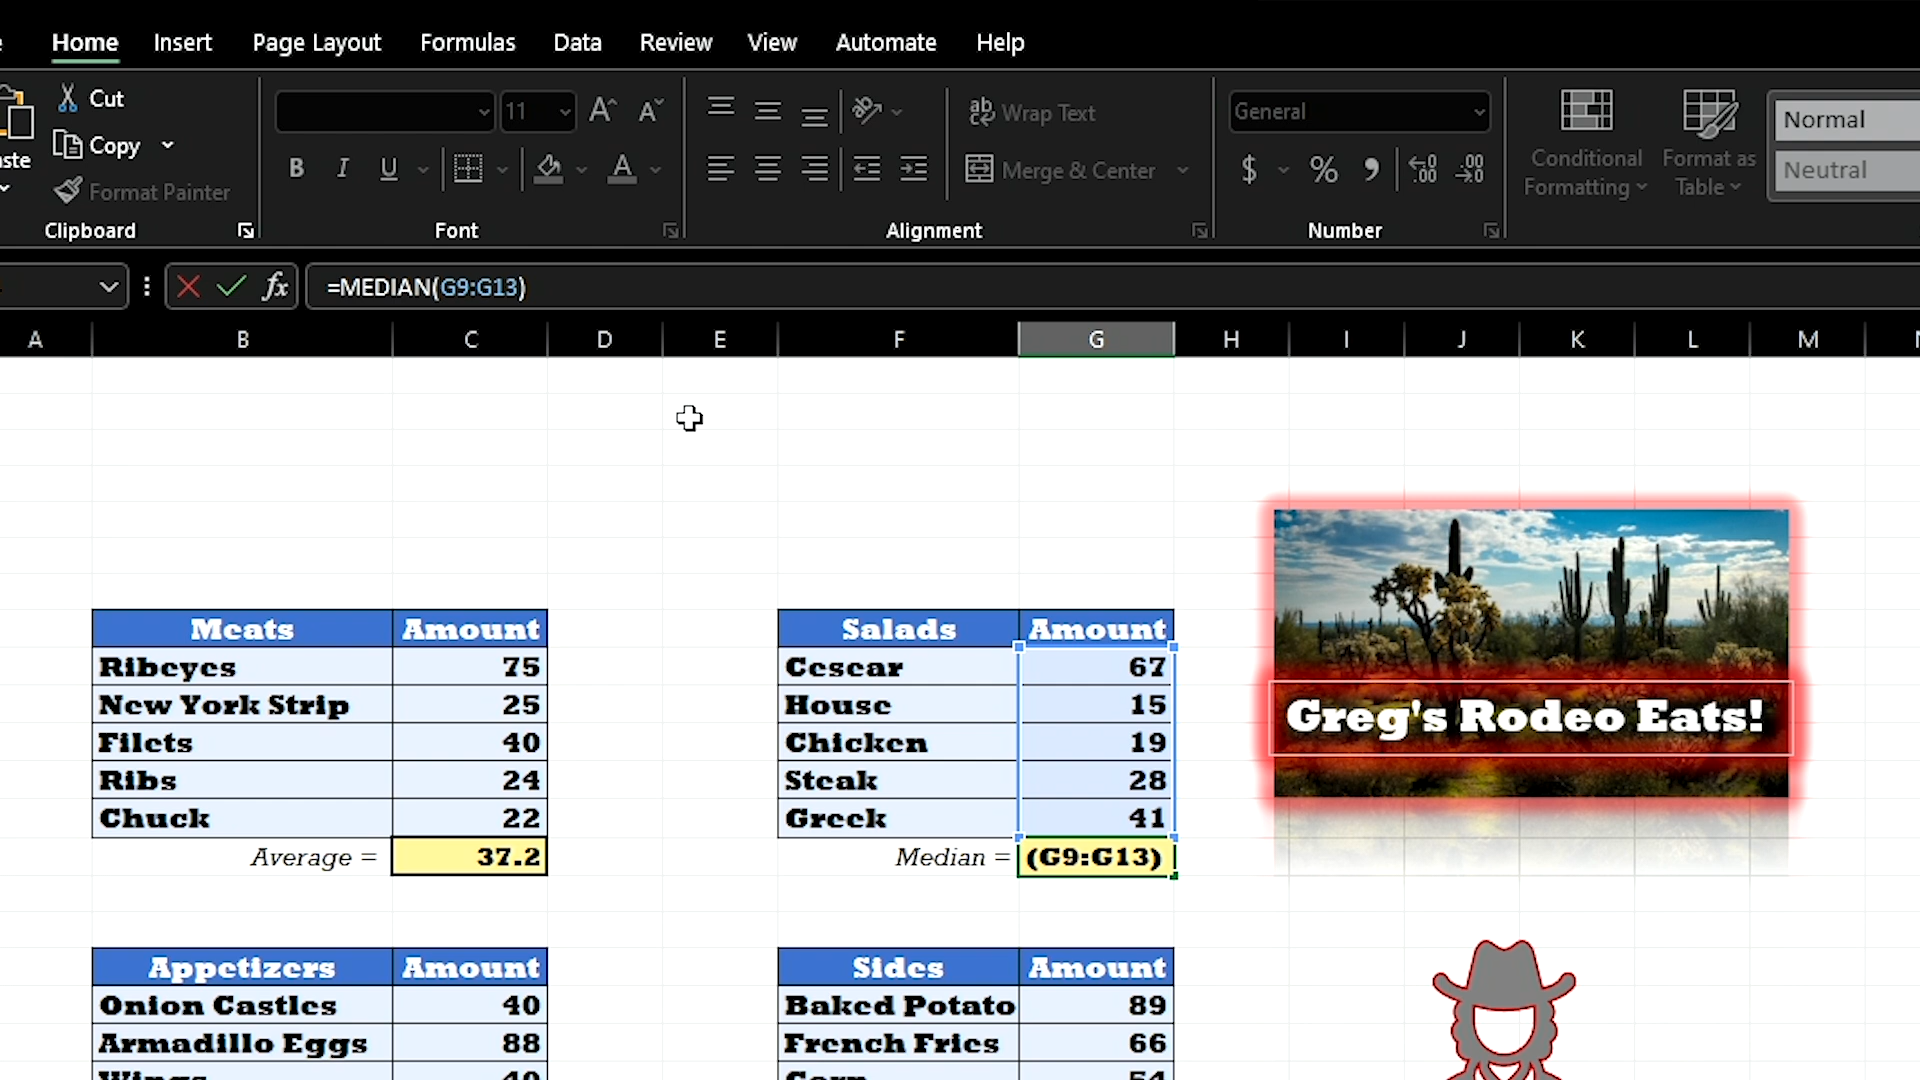 Home Insert Page Layout Formulas Data Review View Automate Help
Cut
Copy
Format Painter
Clipboard
11
B I U
Font
Wrap Text
Merge & Center
Alignment
General
$ % ,
Number
Conditional Formatting
Format as Table
Normal
Neutral
fx =MEDIAN(G9:G13)
A B C D E F G H I J K L M
Meats Amount
Ribeyes 75
New York Strip 25
Filets 40
Ribs 24
Chuck 22
Average = 37.2
Salads Amount
Cesear 67
House 15
Chicken 19
Steak 28
Greek 41
Median = (G9:G13)
Greg's Rodeo Eats!
Appetizers Amount
Onion Castles 40
Armadillo Eggs 88
Sides Amount
Baked Potato 89
French Fries 66